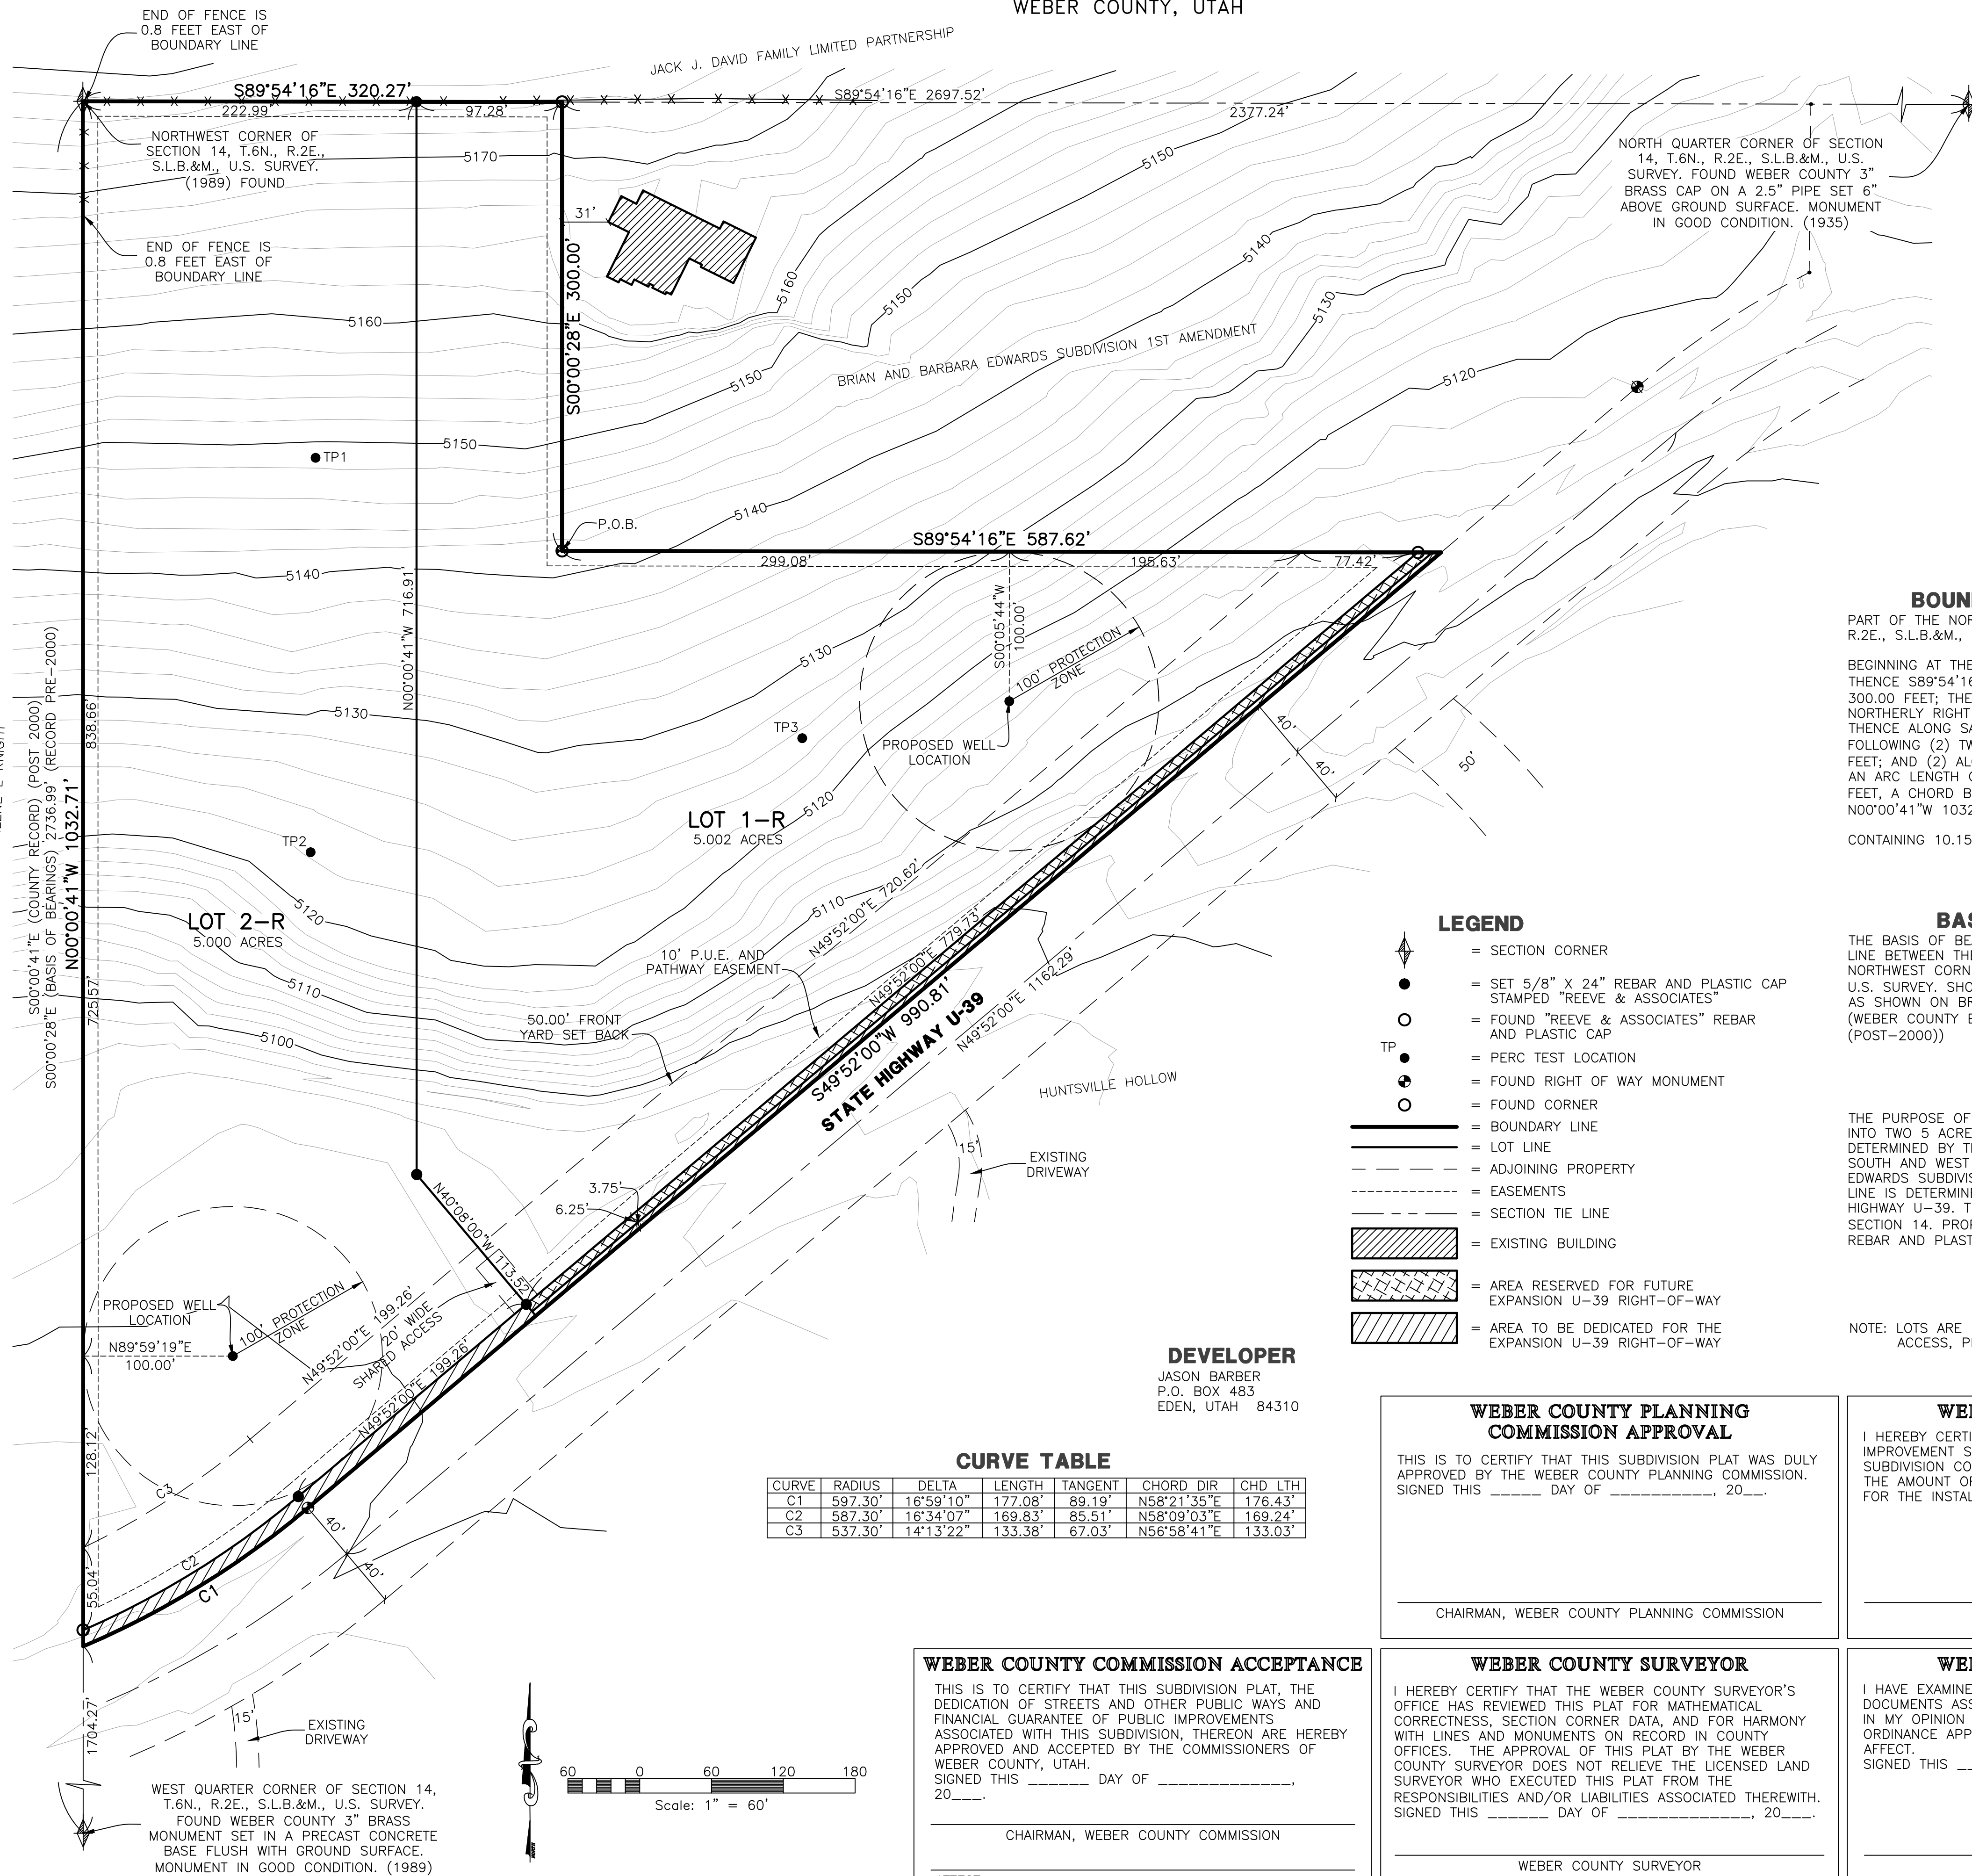 WEBER COUNTY, UTAH
END OF FENCE IS
0.8 FEET EAST OF
BOUNDARY LINE
JACK J. DAVID FAMILY LIMITED PARTNERSHIP
S89°54'16"E 320.27'
222.99'
97.28'
S89°54'16"E 2697.52'
2377.24'
NORTHWEST CORNER OF
SECTION 14, T.6N., R.2E.,
S.L.B.&M., U.S. SURVEY.
(1989) FOUND
NORTH QUARTER CORNER OF SECTION
14, T.6N., R.2E., S.L.B.&M., U.S.
SURVEY. FOUND WEBER COUNTY 3"
BRASS CAP ON A 2.5" PIPE SET 6"
ABOVE GROUND SURFACE. MONUMENT
IN GOOD CONDITION. (1935)
5170
5150
31'
END OF FENCE IS
0.8 FEET EAST OF
BOUNDARY LINE
S00°00'28"E 300.00'
5140
5160
5150
5130
5160
BRIAN AND BARBARA EDWARDS SUBDIVISION 1ST AMENDMENT
5150
5120
5150
TP1
5140
P.O.B.
S89°54'16"E 587.62'
299.08'
195.63'
77.42'
5140
N00°00'41"W 716.91'
S00°05'44"W
100.00'
100' PROTECTION
ZONE
5130
5130
TP3
PROPOSED WELL
LOCATION
40'
40'
50'
S00°00'41"E (COUNTY RECORD) (POST 2000)
S00°00'28"E (BASIS OF BEARINGS) 2736.99' (RECORD PRE-2000)
N00°00'41"W 1032.71'
838.66'
725.57'
5120
LOT 1-R
5.002 ACRES
TP2
5120
LOT 2-R
5.000 ACRES
5110
N49°52'00"E 720.62'
N49°52'00"E 779.73'
10' P.U.E. AND
PATHWAY EASEMENT
5110
50.00' FRONT
YARD SET BACK
5100
S49°52'00"W 990.81'
STATE HIGHWAY U-39
N49°52'00"E 1162.29'
HUNTSVILLE HOLLOW
15'
EXISTING
DRIVEWAY
3.75'
6.25'
N40°08'00"W 113.52'
PROPOSED WELL
LOCATION
100' PROTECTION
ZONE
N89°59'19"E
100.00'
N49°52'00"E 199.26'
20' WIDE
SHARED ACCESS
N49°52'00"E 199.26'
128.12'
C3
C2
C1
55.04'
40'
40'
1704.27'
15'
EXISTING
DRIVEWAY
WEST QUARTER CORNER OF SECTION 14,
T.6N., R.2E., S.L.B.&M., U.S. SURVEY.
FOUND WEBER COUNTY 3" BRASS
MONUMENT SET IN A PRECAST CONCRETE
BASE FLUSH WITH GROUND SURFACE.
MONUMENT IN GOOD CONDITION. (1989)
60 0 60 120 180
Scale: 1" = 60'
BOUN
PART OF THE NOR
R.2E., S.L.B.&M.,
BEGINNING AT THE
THENCE S89°54'16
300.00 FEET; THE
NORTHERLY RIGHT
THENCE ALONG SA
FOLLOWING (2) TW
FEET; AND (2) AL
AN ARC LENGTH
FEET, A CHORD B
N00°00'41"W 1032
CONTAINING 10.15
LEGEND
= SECTION CORNER
= SET 5/8" X 24" REBAR AND PLASTIC CAP
STAMPED "REEVE & ASSOCIATES"
= FOUND "REEVE & ASSOCIATES" REBAR
AND PLASTIC CAP
TP
= PERC TEST LOCATION
= FOUND RIGHT OF WAY MONUMENT
= FOUND CORNER
= BOUNDARY LINE
= LOT LINE
= ADJOINING PROPERTY
= EASEMENTS
= SECTION TIE LINE
= EXISTING BUILDING
= AREA RESERVED FOR FUTURE
EXPANSION U-39 RIGHT-OF-WAY
= AREA TO BE DEDICATED FOR THE
EXPANSION U-39 RIGHT-OF-WAY
BAS
THE BASIS OF BEA
LINE BETWEEN THE
NORTHWEST CORN
U.S. SURVEY. SHO
AS SHOWN ON BR
(WEBER COUNTY
(POST-2000))
THE PURPOSE OF
INTO TWO 5 ACRE
DETERMINED BY T
SOUTH AND WEST
EDWARDS SUBDIVIS
LINE IS DETERMIN
HIGHWAY U-39. T
SECTION 14. PRO
REBAR AND PLAST
NOTE: LOTS ARE
ACCESS, P
DEVELOPER
JASON BARBER
P.O. BOX 483
EDEN, UTAH 84310
CURVE TABLE
CURVE RADIUS DELTA LENGTH TANGENT CHORD DIR CHD LTH
C1 597.30' 16°59'10" 177.08' 89.19' N58°21'35"E 176.43'
C2 587.30' 16°34'07" 169.83' 85.51' N58°09'03"E 169.24'
C3 537.30' 14°13'22" 133.38' 67.03' N56°58'41"E 133.03'
WEBER COUNTY PLANNING
COMMISSION APPROVAL
THIS IS TO CERTIFY THAT THIS SUBDIVISION PLAT WAS DULY
APPROVED BY THE WEBER COUNTY PLANNING COMMISSION.
SIGNED THIS _____ DAY OF __________, 20__.
CHAIRMAN, WEBER COUNTY PLANNING COMMISSION
WE
I HEREBY CERTI
IMPROVEMENT S
SUBDIVISION CO
THE AMOUNT O
FOR THE INSTAL
WEBER COUNTY COMMISSION ACCEPTANCE
THIS IS TO CERTIFY THAT THIS SUBDIVISION PLAT, THE
DEDICATION OF STREETS AND OTHER PUBLIC WAYS AND
FINANCIAL GUARANTEE OF PUBLIC IMPROVEMENTS
ASSOCIATED WITH THIS SUBDIVISION, THEREON ARE HEREBY
APPROVED AND ACCEPTED BY THE COMMISSIONERS OF
WEBER COUNTY, UTAH.
SIGNED THIS ______ DAY OF _____________,
20___.
CHAIRMAN, WEBER COUNTY COMMISSION
WEBER COUNTY SURVEYOR
I HEREBY CERTIFY THAT THE WEBER COUNTY SURVEYOR'S
OFFICE HAS REVIEWED THIS PLAT FOR MATHEMATICAL
CORRECTNESS, SECTION CORNER DATA, AND FOR HARMONY
WITH LINES AND MONUMENTS ON RECORD IN COUNTY
OFFICES. THE APPROVAL OF THIS PLAT BY THE WEBER
COUNTY SURVEYOR DOES NOT RELIEVE THE LICENSED LAND
SURVEYOR WHO EXECUTED THIS PLAT FROM THE
RESPONSIBILITIES AND/OR LIABILITIES ASSOCIATED THEREWITH.
SIGNED THIS ______ DAY OF _____________, 20___.
WEBER COUNTY SURVEYOR
WE
I HAVE EXAMINE
DOCUMENTS ASS
IN MY OPINION
ORDINANCE APP
AFFECT.
SIGNED THIS _